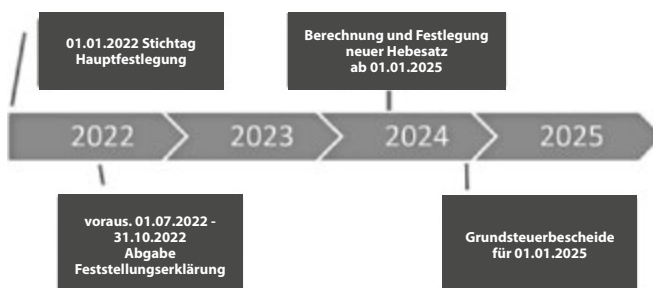 01.01.2022 Stichtag
Hauptfestlegung
Berechnung und Festlegung
neuer Hebesatz
ab 01.01.2025
2022
2023
2024
2025
voraus. 01.07.2022 -
31.10.2022
Abgabe
Feststellungserklärung
Grundsteuerbescheide
für 01.01.2025